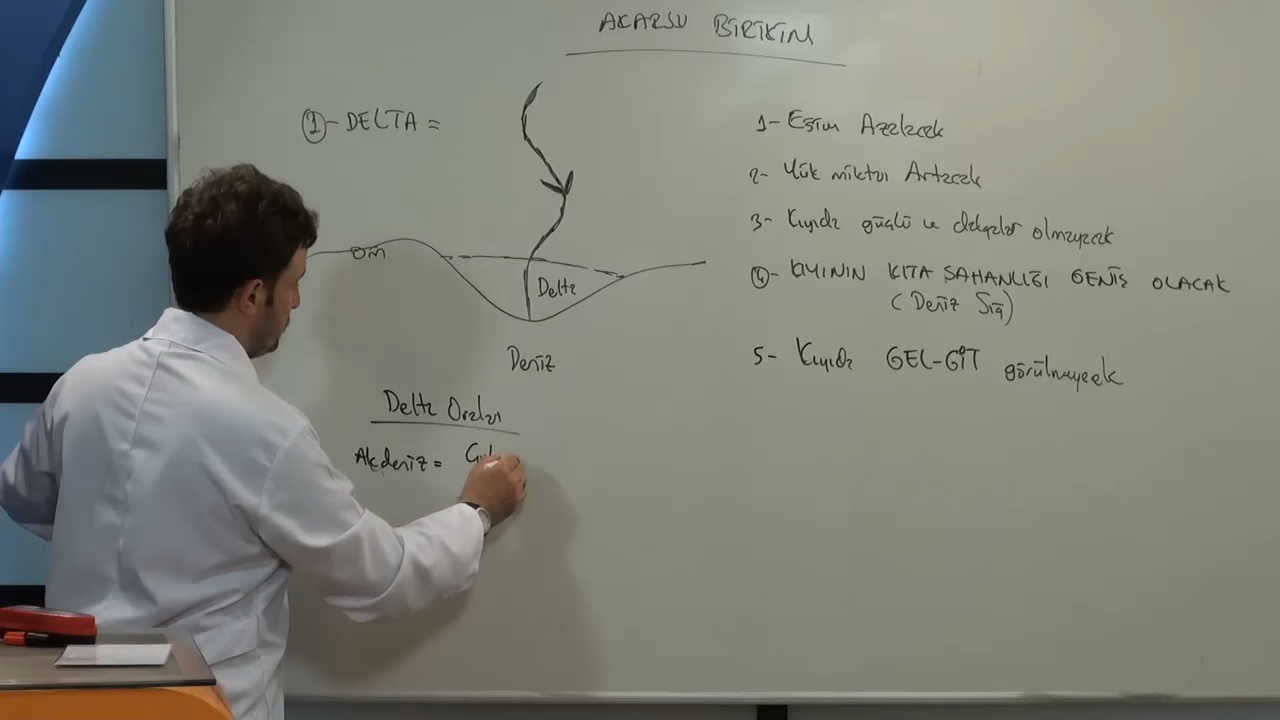 AKARSU BİRİKİM
1- DELTA =
Delta
Deniz
Delta Ovaları
Akdeniz =
1- Eğim Azalacak
2- Yük miktarı Artacak
3- Kıyıda güçlü ve dalgalar olmayacak
4- KIYININ KITA SAHANLIĞI GENİŞ OLACAK
(Deniz Sığ)
5- Kıyıda GEL-GİT görülmeyecek